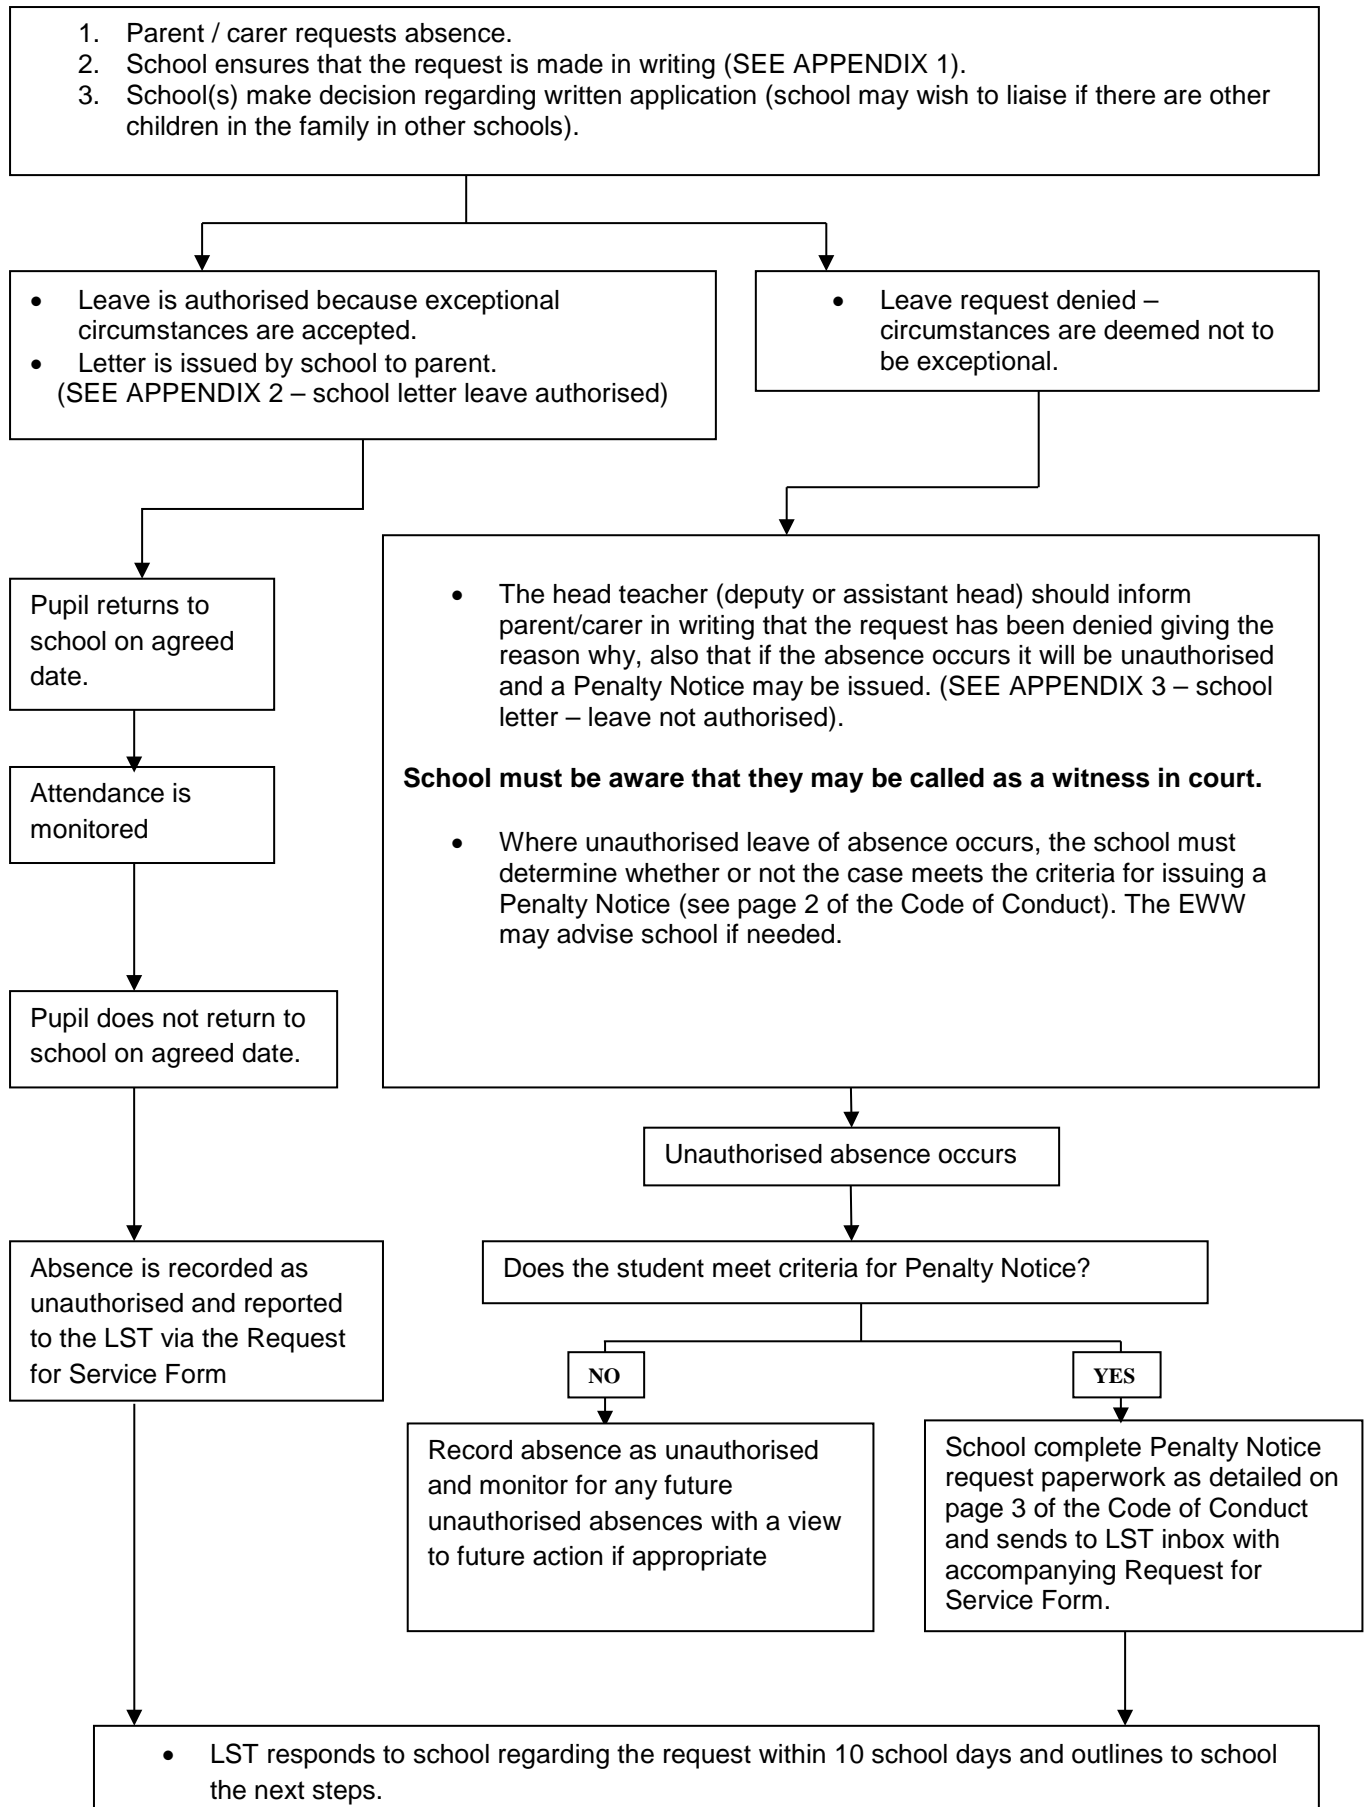 1. Parent / carer requests absence.
2. School ensures that the request is made in writing (SEE APPENDIX 1).
3. School(s) make decision regarding written application (school may wish to liaise if there are other
children in the family in other schools).
• Leave is authorised because exceptional
circumstances are accepted.
• Letter is issued by school to parent.
(SEE APPENDIX 2 – school letter leave authorised)
• Leave request denied –
circumstances are deemed not to
be exceptional.
Pupil returns to
school on agreed
date.
Attendance is
monitored
Pupil does not return to
school on agreed date.
Absence is recorded as
unauthorised and reported
to the LST via the Request
for Service Form
• The head teacher (deputy or assistant head) should inform
parent/carer in writing that the request has been denied giving the
reason why, also that if the absence occurs it will be unauthorised
and a Penalty Notice may be issued. (SEE APPENDIX 3 – school
letter – leave not authorised).
School must be aware that they may be called as a witness in court.
• Where unauthorised leave of absence occurs, the school must
determine whether or not the case meets the criteria for issuing a
Penalty Notice (see page 2 of the Code of Conduct). The EWW
may advise school if needed.
Unauthorised absence occurs
Does the student meet criteria for Penalty Notice?
NO
YES
Record absence as unauthorised
and monitor for any future
unauthorised absences with a view
to future action if appropriate
School complete Penalty Notice
request paperwork as detailed on
page 3 of the Code of Conduct
and sends to LST inbox with
accompanying Request for
Service Form.
• LST responds to school regarding the request within 10 school days and outlines to school
the next steps.